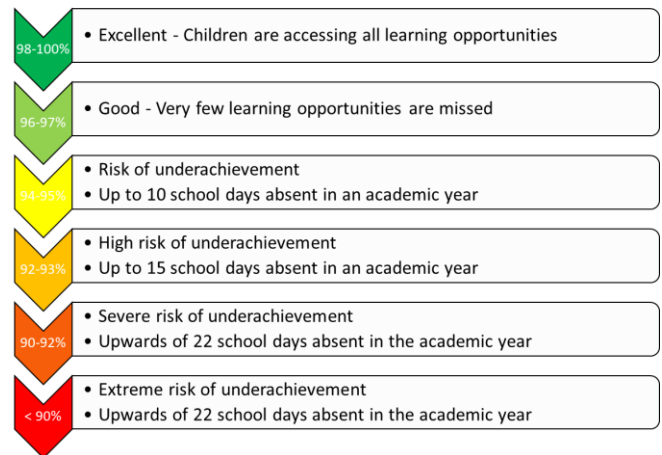 98-100%
• Excellent - Children are accessing all learning opportunities
96-97%
• Good - Very few learning opportunities are missed
94-95%
• Risk of underachievement
• Up to 10 school days absent in an academic year
92-93%
• High risk of underachievement
• Up to 15 school days absent in an academic year
90-92%
• Severe risk of underachievement
• Upwards of 22 school days absent in the academic year
< 90%
• Extreme risk of underachievement
• Upwards of 22 school days absent in the academic year